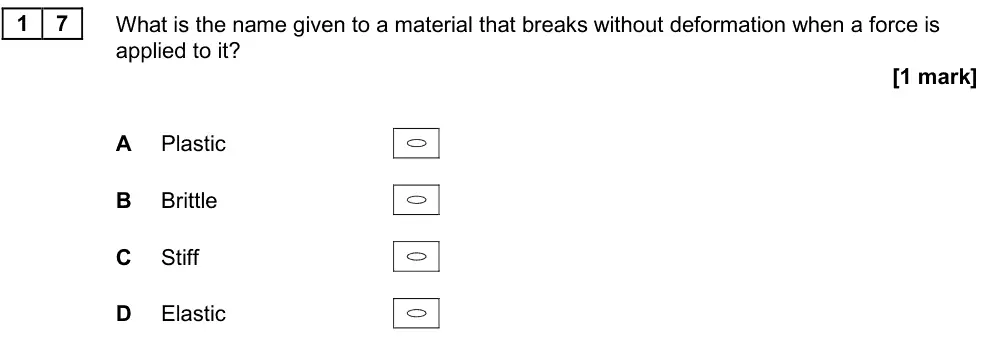 1 7 What is the name given to a material that breaks without deformation when a force is
applied to it?
[1 mark]
A Plastic
B Brittle
C Stiff
D Elastic